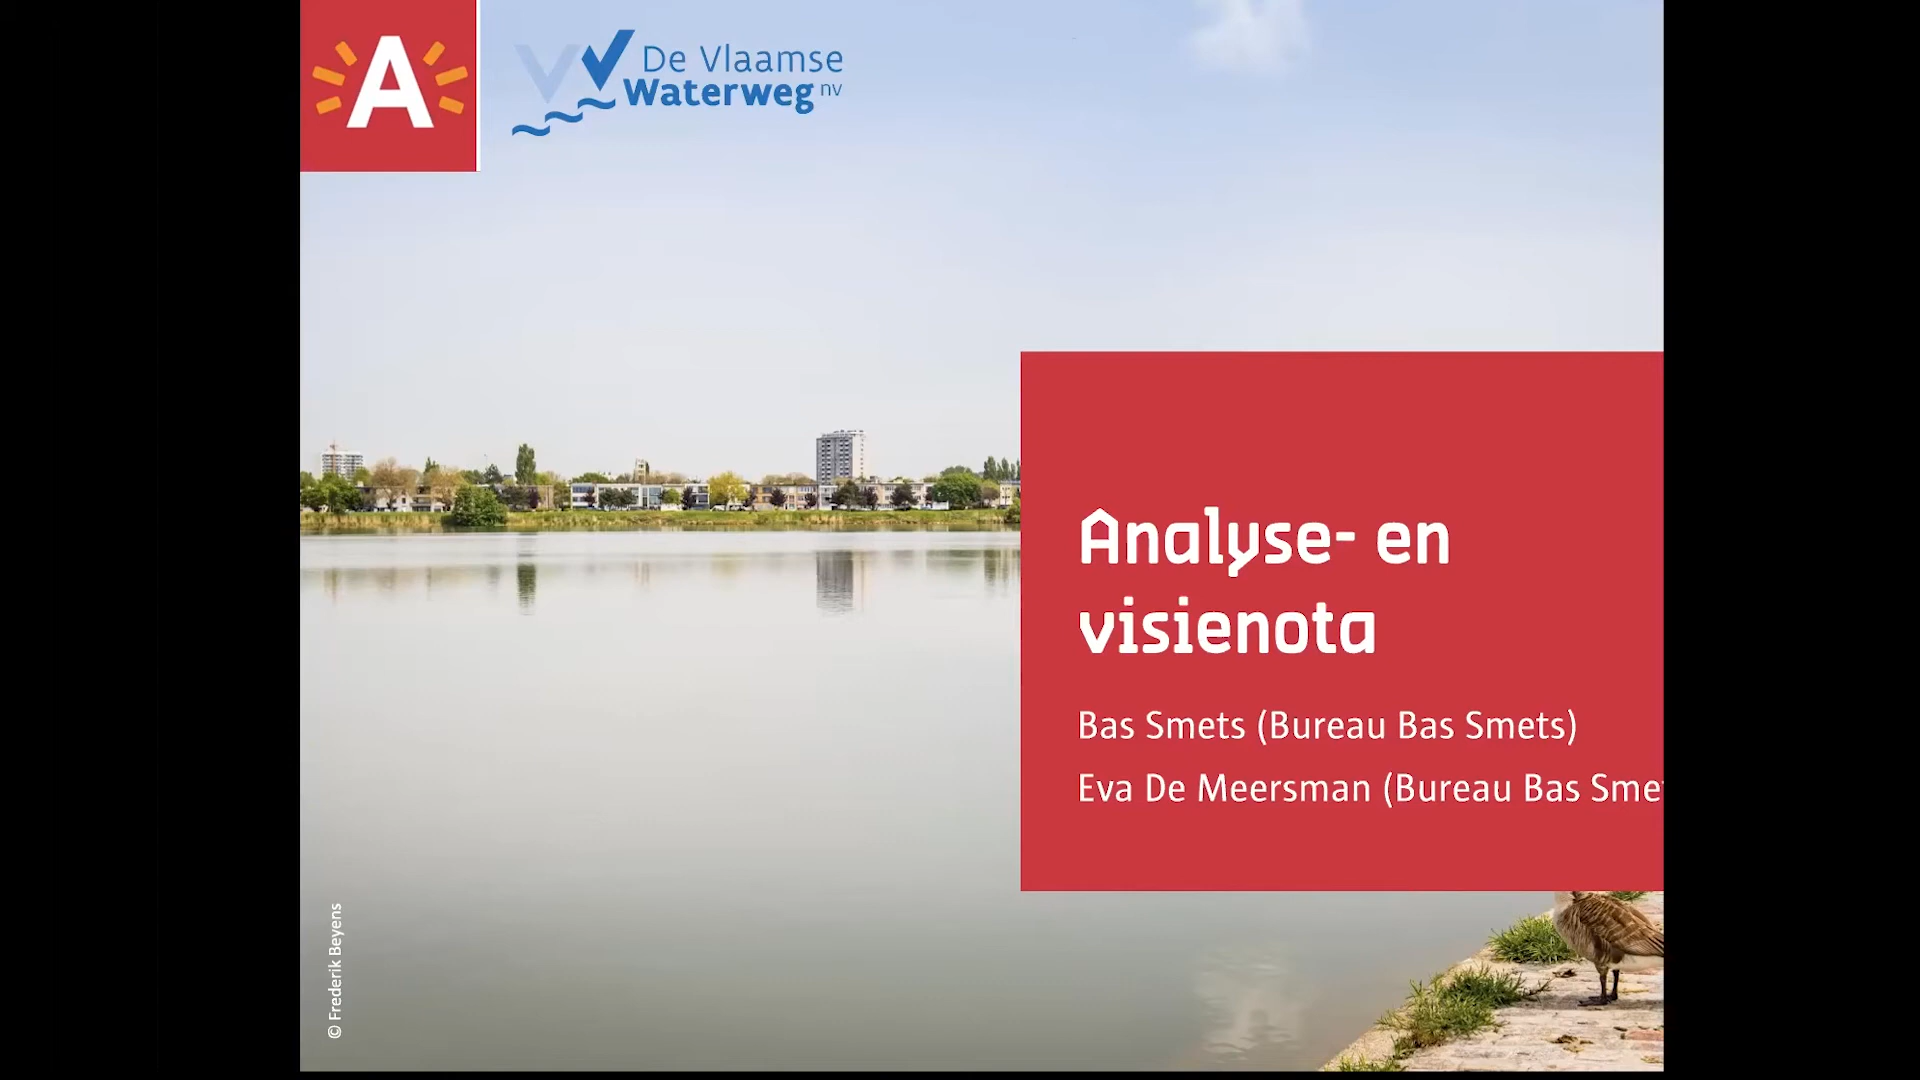 A
De Vlaamse
Waterweg nv
Analyse- en
visienota
Bas Smets (Bureau Bas Smets)
Eva De Meersman (Bureau Bas
© Frederik Beyens